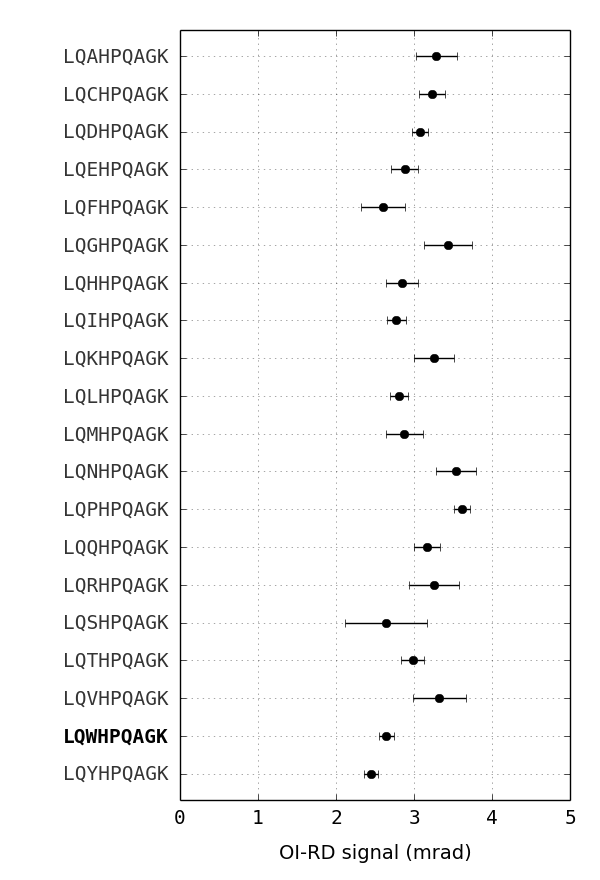 LQAHPQAGK
LQCHPQAGK
LQDHPQAGK
LQEHPQAGK
LQFHPQAGK
LQGHPQAGK
LQHHPQAGK
LQIHPQAGK
LQKHPQAGK
LQLHPQAGK
LQMHPQAGK
LQNHPQAGK
LQPHPQAGK
LQQHPQAGK
LQRHPQAGK
LQSHPQAGK
LQTHPQAGK
LQVHPQAGK
LQWHPQAGK
LQYHPQAGK
0 1 2 3 4 5
OI-RD signal (mrad)